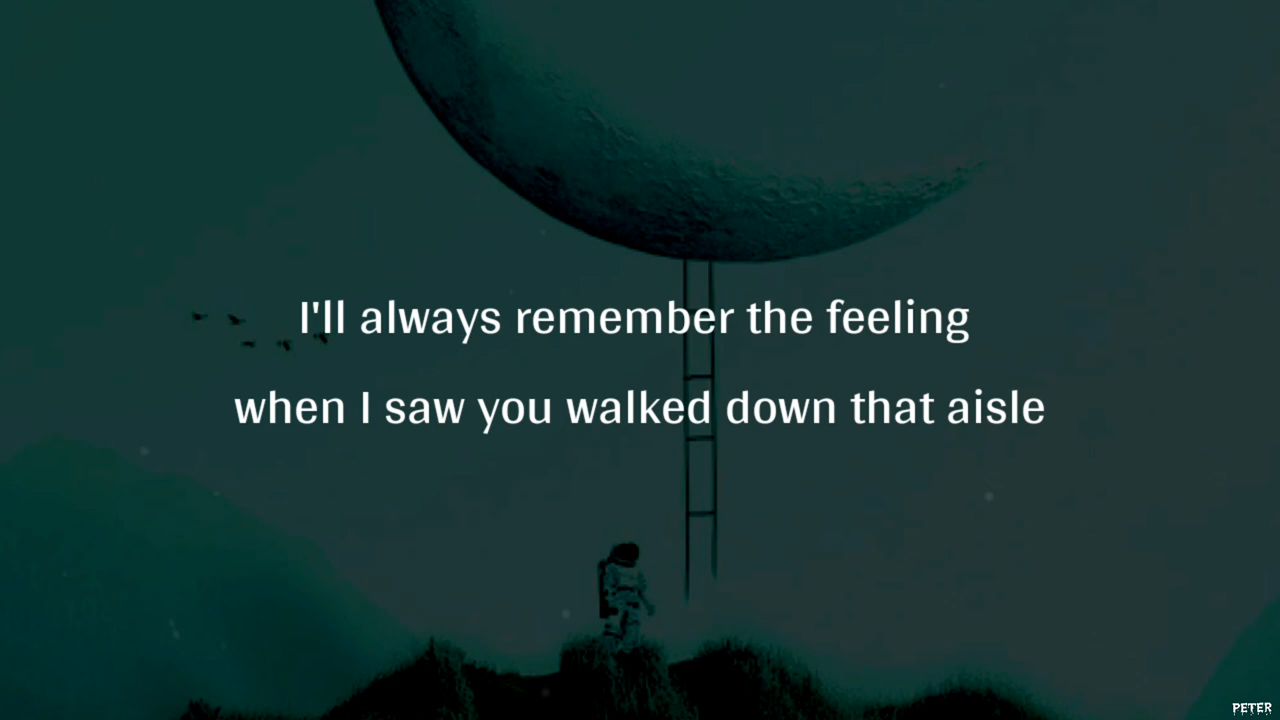 I'll always remember the feeling
when I saw you walked down that aisle
PETER